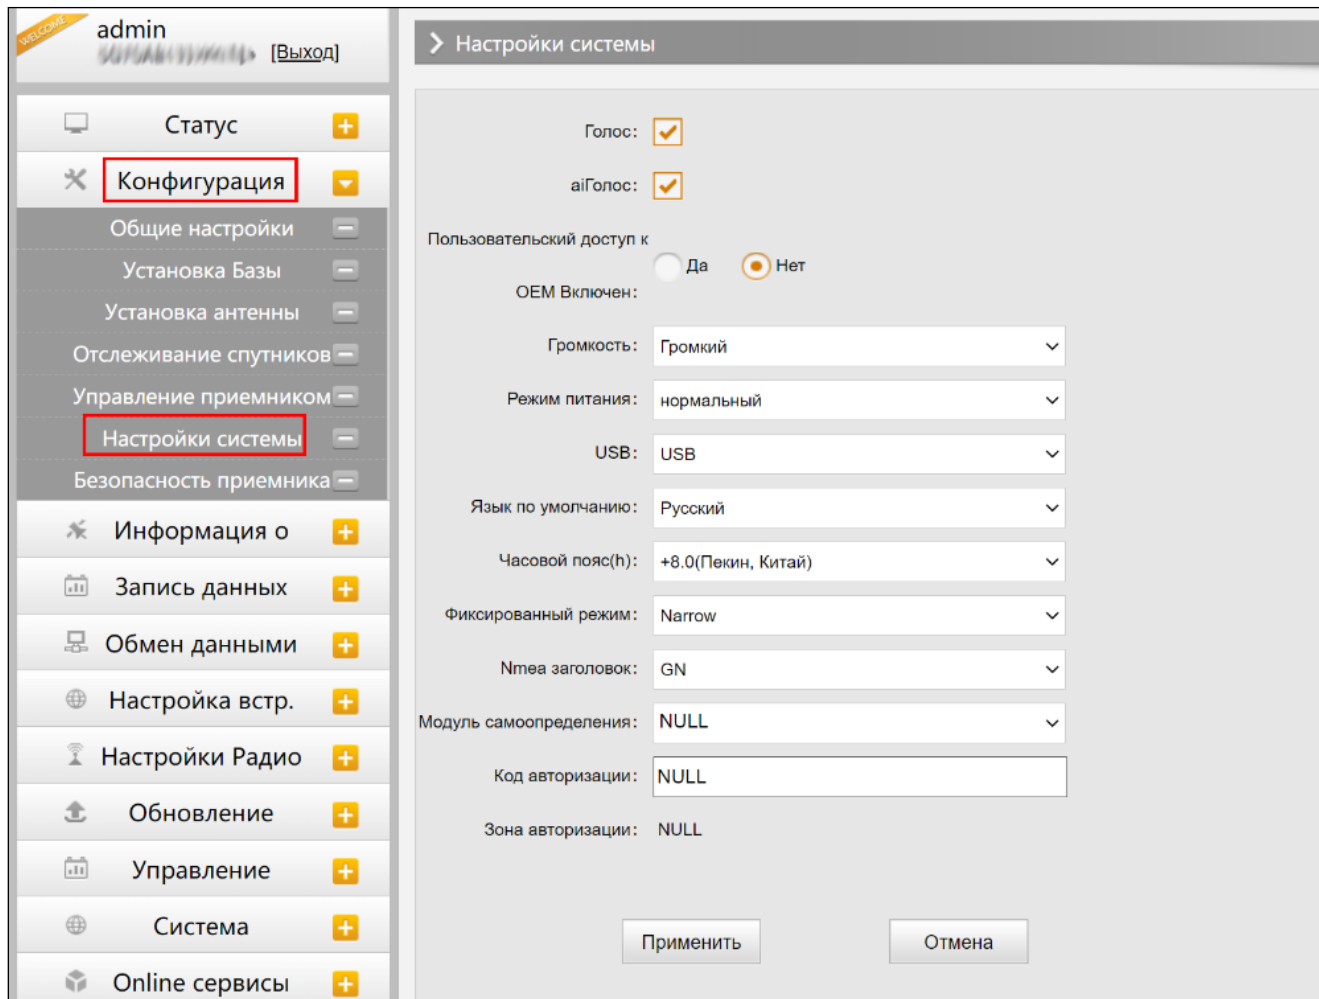 WELCOME
admin
[Выход]
Статус
Конфигурация
Общие настройки
Установка Базы
Установка антенны
Отслеживание спутников
Управление приемником
Настройки системы
Безопасность приемника
Информация о
Запись данных
Обмен данными
Настройка встр.
Настройки Радио
Обновление
Управление
Система
Online сервисы
Настройки системы
Голос:
aiГолос:
Пользовательский доступ к
OEM Включен:
Да Нет
Громкость: Громкий
Режим питания: нормальный
USB: USB
Язык по умолчанию: Русский
Часовой пояс(h): +8.0(Пекин, Китай)
Фиксированный режим: Narrow
Nmea заголовок: GN
Модуль самоопределения: NULL
Код авторизации: NULL
Зона авторизации: NULL
Применить Отмена